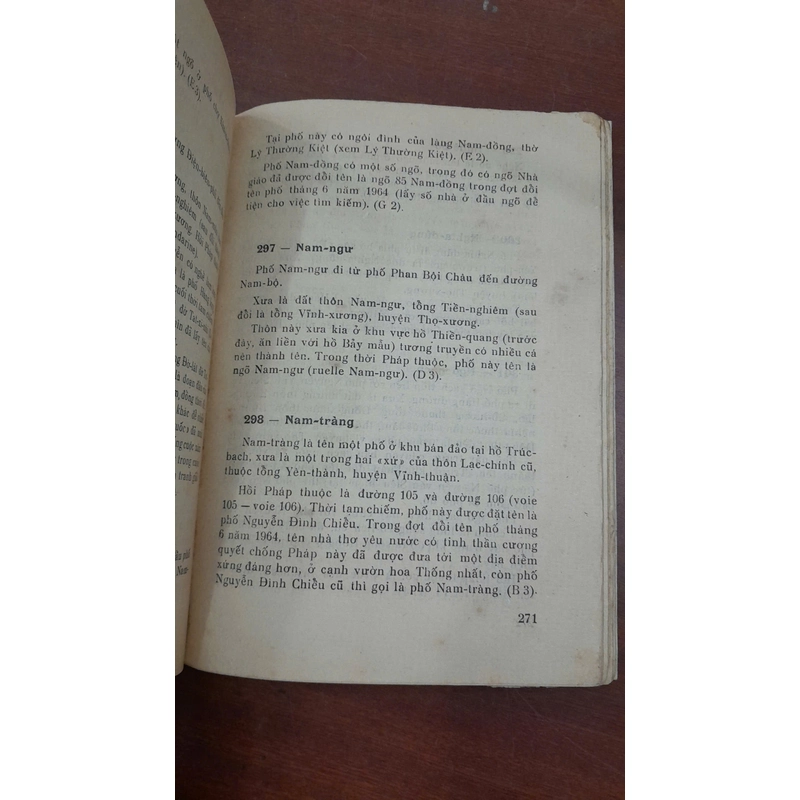 Tại phố này có ngôi đình của làng Nam-đồng, thờ
Lý Thường Kiệt (xem Lý Thường Kiệt). (E 2).
Phố Nam-đồng có một số ngõ, trong đó có ngõ Nhà
giáo đã được đổi tên là ngõ 85 Nam-đồng trong đợt đổi
tên phố tháng 6 năm 1964 (lấy số nhà ở đầu ngõ để
tiện cho việc tìm kiếm). (G 2).
297 — Nam-ngư
Phố Nam-ngư đi từ phố Phan Bội Châu đến đường
Nam-bộ.
Xưa là đất thôn Nam-ngư, tổng Tiền-nghiêm (sau
đổi là tổng Vĩnh-xương), huyện Thọ-xương.
Thôn này xưa kia ở khu vực hồ Thiền-quang (trước
đây, ăn liền với hồ Bảy mẫu) tương truyền có nhiều cá
nên thành tên. Trong thời Pháp thuộc, phố này tên là
ngõ Nam-ngư (ruelle Nam-ngư). (D 3).
298 — Nam-tràng
Nam-tràng là tên một phố ở khu bán đảo tại hồ Trúc-
bạch, xưa là một trong hai «xứ» của thôn Lạc-chính cũ,
thuộc tổng Yên-thành, huyện Vĩnh-thuận.
Hồi Pháp thuộc là đường 105 và đường 106 (voie
105 — voie 106). Thời tạm chiếm, phố này được đặt tên là
phố Nguyễn Đình Chiểu. Trong đợt đổi tên phố tháng
6 năm 1964, tên nhà thơ yêu nước có tinh thần cương
quyết chống Pháp này đã được đưa tới một địa điểm
xứng đáng hơn, ở cạnh vườn hoa Thống nhất, còn phố
Nguyễn Đình Chiểu cũ thì gọi là phố Nam-tràng. (B 3).
271